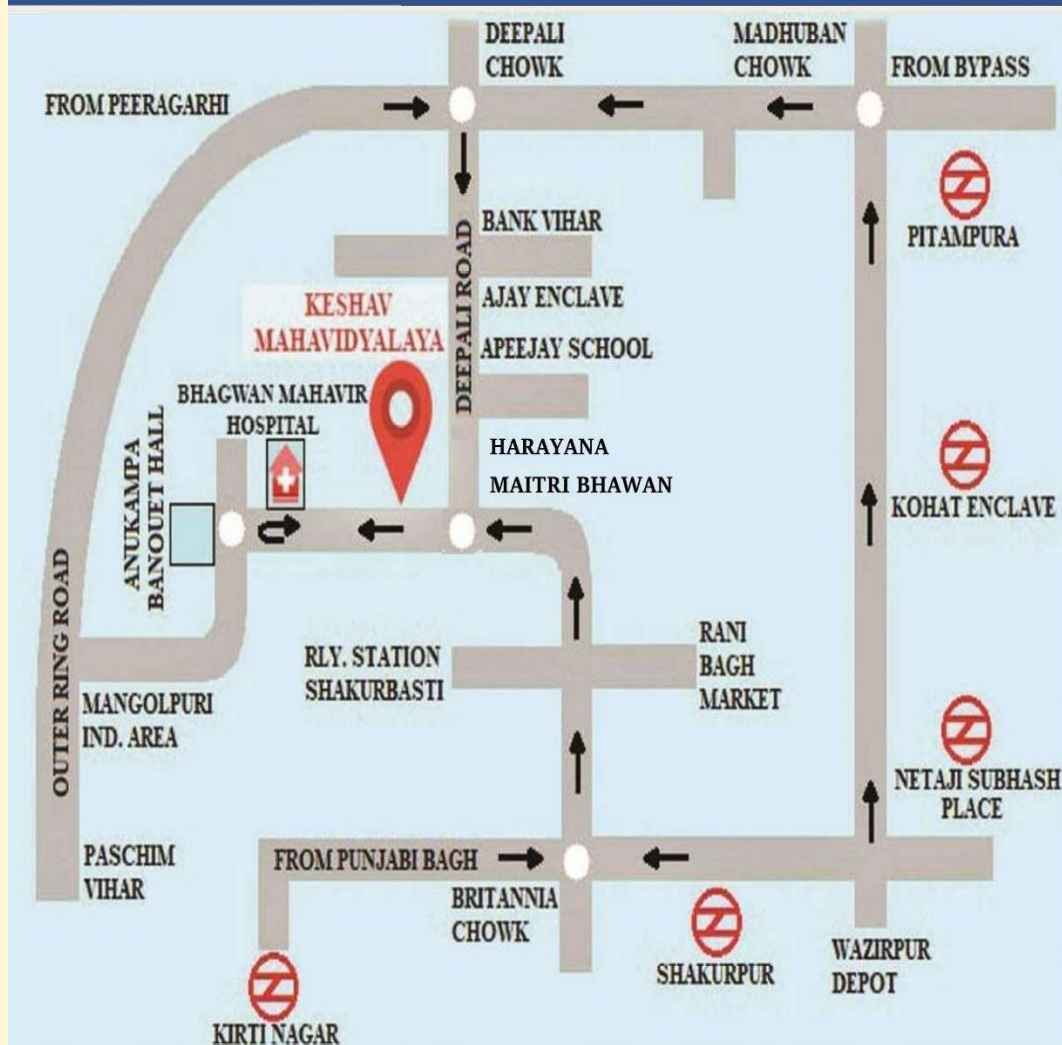 DEEPALI
CHOWK
MADHUBAN
CHOWK
FROM BYPASS
FROM PEERAGARHI
PITAMPURA
BANK VIHAR
DEEPALI ROAD
AJAY ENCLAVE
KESHAV
MAHAVIDYALAYA
APEEJAY SCHOOL
BHAGWAN MAHAVIR
HOSPITAL
HARAYANA
MAITRI BHAWAN
KOHAT ENCLAVE
ANUKAMPA
BANOUET HALL
OUTER RING ROAD
RLY. STATION
SHAKURBASTI
RANI
BAGH
MARKET
MANGOLPURI
IND. AREA
NETAJI SUBHASH
PLACE
PASCHIM
VIHAR
FROM PUNJABI BAGH
BRITANNIA
CHOWK
SHAKURPUR
WAZIRPUR
DEPOT
KIRTI NAGAR